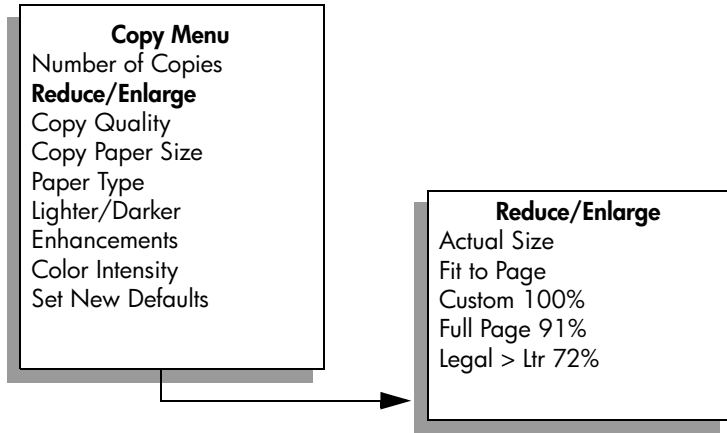 Copy Menu
Number of Copies
Reduce/Enlarge
Copy Quality
Copy Paper Size
Paper Type
Lighter/Darker
Enhancements
Color Intensity
Set New Defaults
Reduce/Enlarge
Actual Size
Fit to Page
Custom 100%
Full Page 91%
Legal > Ltr 72%